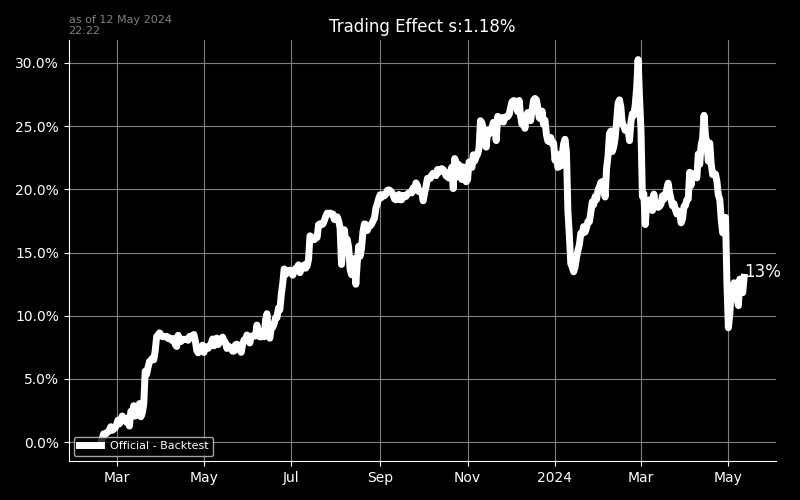 as of 12 May 2024
22:22
Trading Effect s:1.18%
30.0%
25.0%
20.0%
15.0%
10.0%
5.0%
0.0%
13%
Official - Backtest
Mar May Jul Sep Nov 2024 Mar May